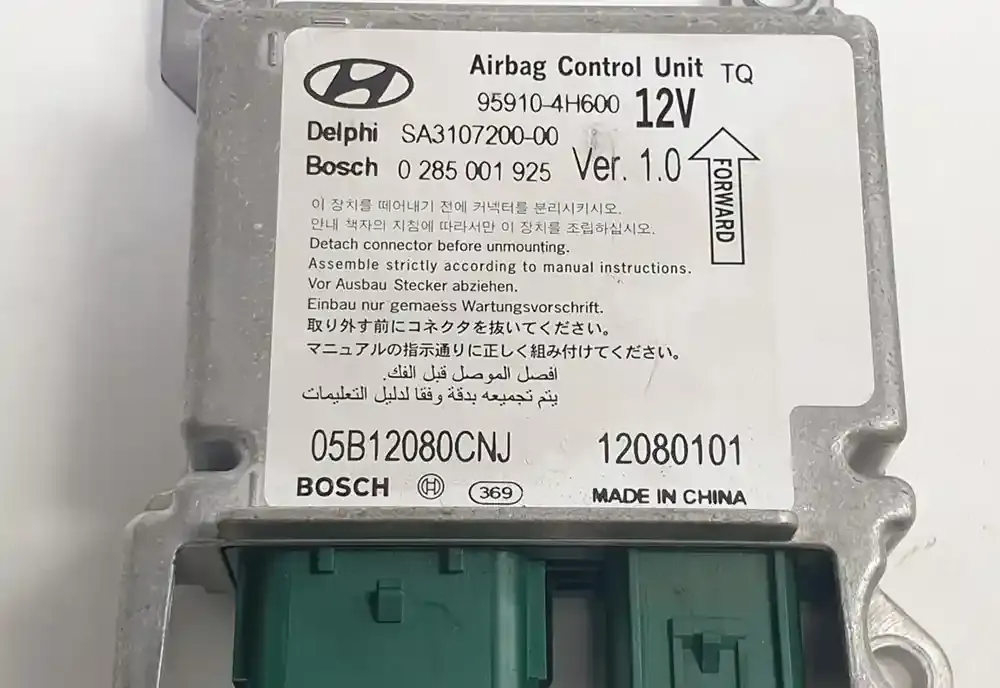 Airbag Control Unit TQ
95910-4H600 12V
Delphi SA3107200-00
Bosch 0 285 001 925 Ver. 1.0
FORWARD
이 장치를 떼어내기 전에 커넥터를 분리시키시오.
안내 책자의 지침에 따라서만 이 장치를 조립하십시오.
Detach connector before unmounting.
Assemble strictly according to manual instructions.
Vor Ausbau Stecker abziehen.
Einbau nur gemaess Wartungsvorschrift.
取り外す前にコネクタを抜いてください。
マニュアルの指示通りに正しく組み付けてください。
افصل الموصل قبل الفك.
يتم تجميعه بدقة وفقا لدليل التعليمات
05B12080CNJ 12080101
BOSCH 369 MADE IN CHINA